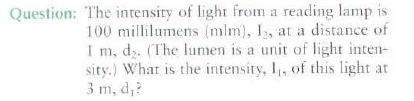 Question: The intensity of light from a reading lamp is
100 millilumens (mlm), I₂, at a distance of
1 m, d₂. (The lumen is a unit of light inten-
sity.) What is the intensity, I₁, of this light at
3 m, d₁?